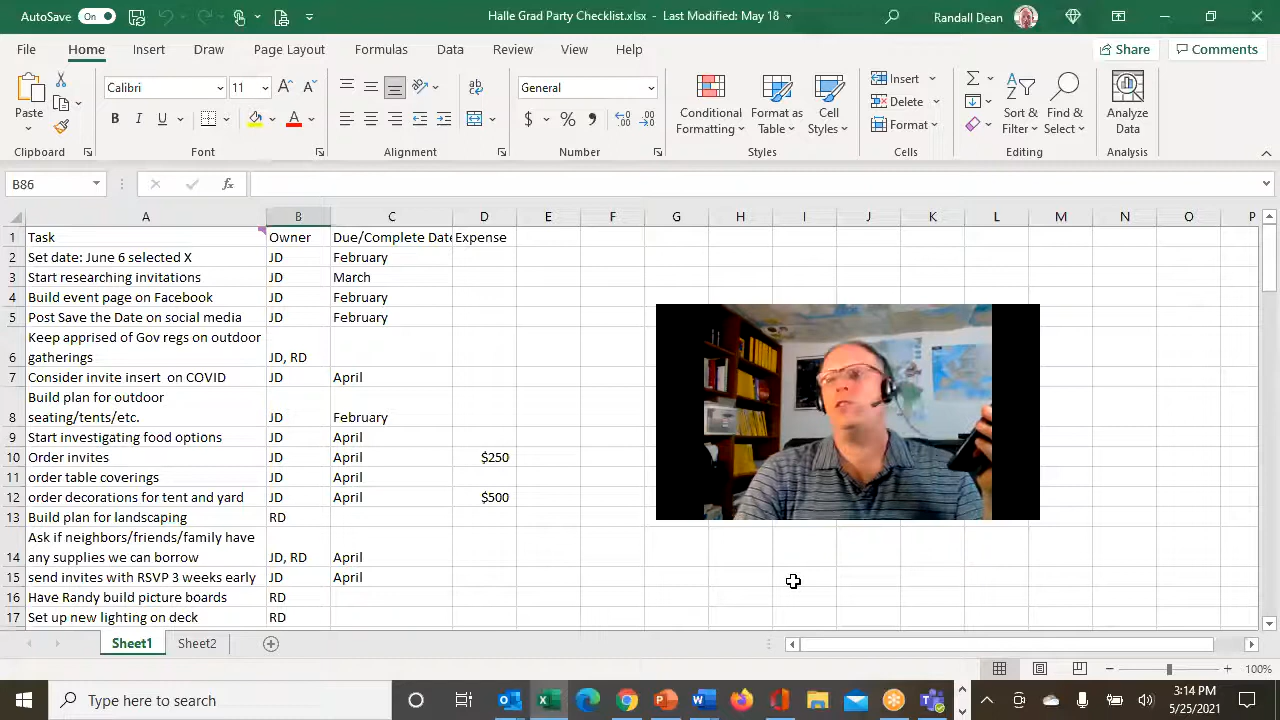 AutoSave On
Halle Grad Party Checklist.xlsx - Last Modified: May 18
Randall Dean
File Home Insert Draw Page Layout Formulas Data Review View Help
Share Comments
Paste
Clipboard
Calibri 11
B I U
Font
Alignment
General
$ % 9
Number
Conditional Formatting
Format as Table
Cell Styles
Styles
Insert
Delete
Format
Cells
Sort & Filter
Find & Select
Editing
Analyze Data
Analysis
B86
A B C D E F G H I J K L M N O P
1 Task Owner Due/Complete Date Expense
2 Set date: June 6 selected X JD February
3 Start researching invitations JD March
4 Build event page on Facebook JD February
5 Post Save the Date on social media JD February
Keep apprised of Gov regs on outdoor
6 gatherings JD, RD
7 Consider invite insert on COVID JD April
Build plan for outdoor
8 seating/tents/etc. JD February
9 Start investigating food options JD April
10 Order invites JD April $250
11 order table coverings JD April
12 order decorations for tent and yard JD April $500
13 Build plan for landscaping RD
Ask if neighbors/friends/family have
14 any supplies we can borrow JD, RD April
15 send invites with RSVP 3 weeks early JD April
16 Have Randy build picture boards RD
17 Set up new lighting on deck RD
Sheet1 Sheet2
100%
Type here to search
3:14 PM
5/25/2021